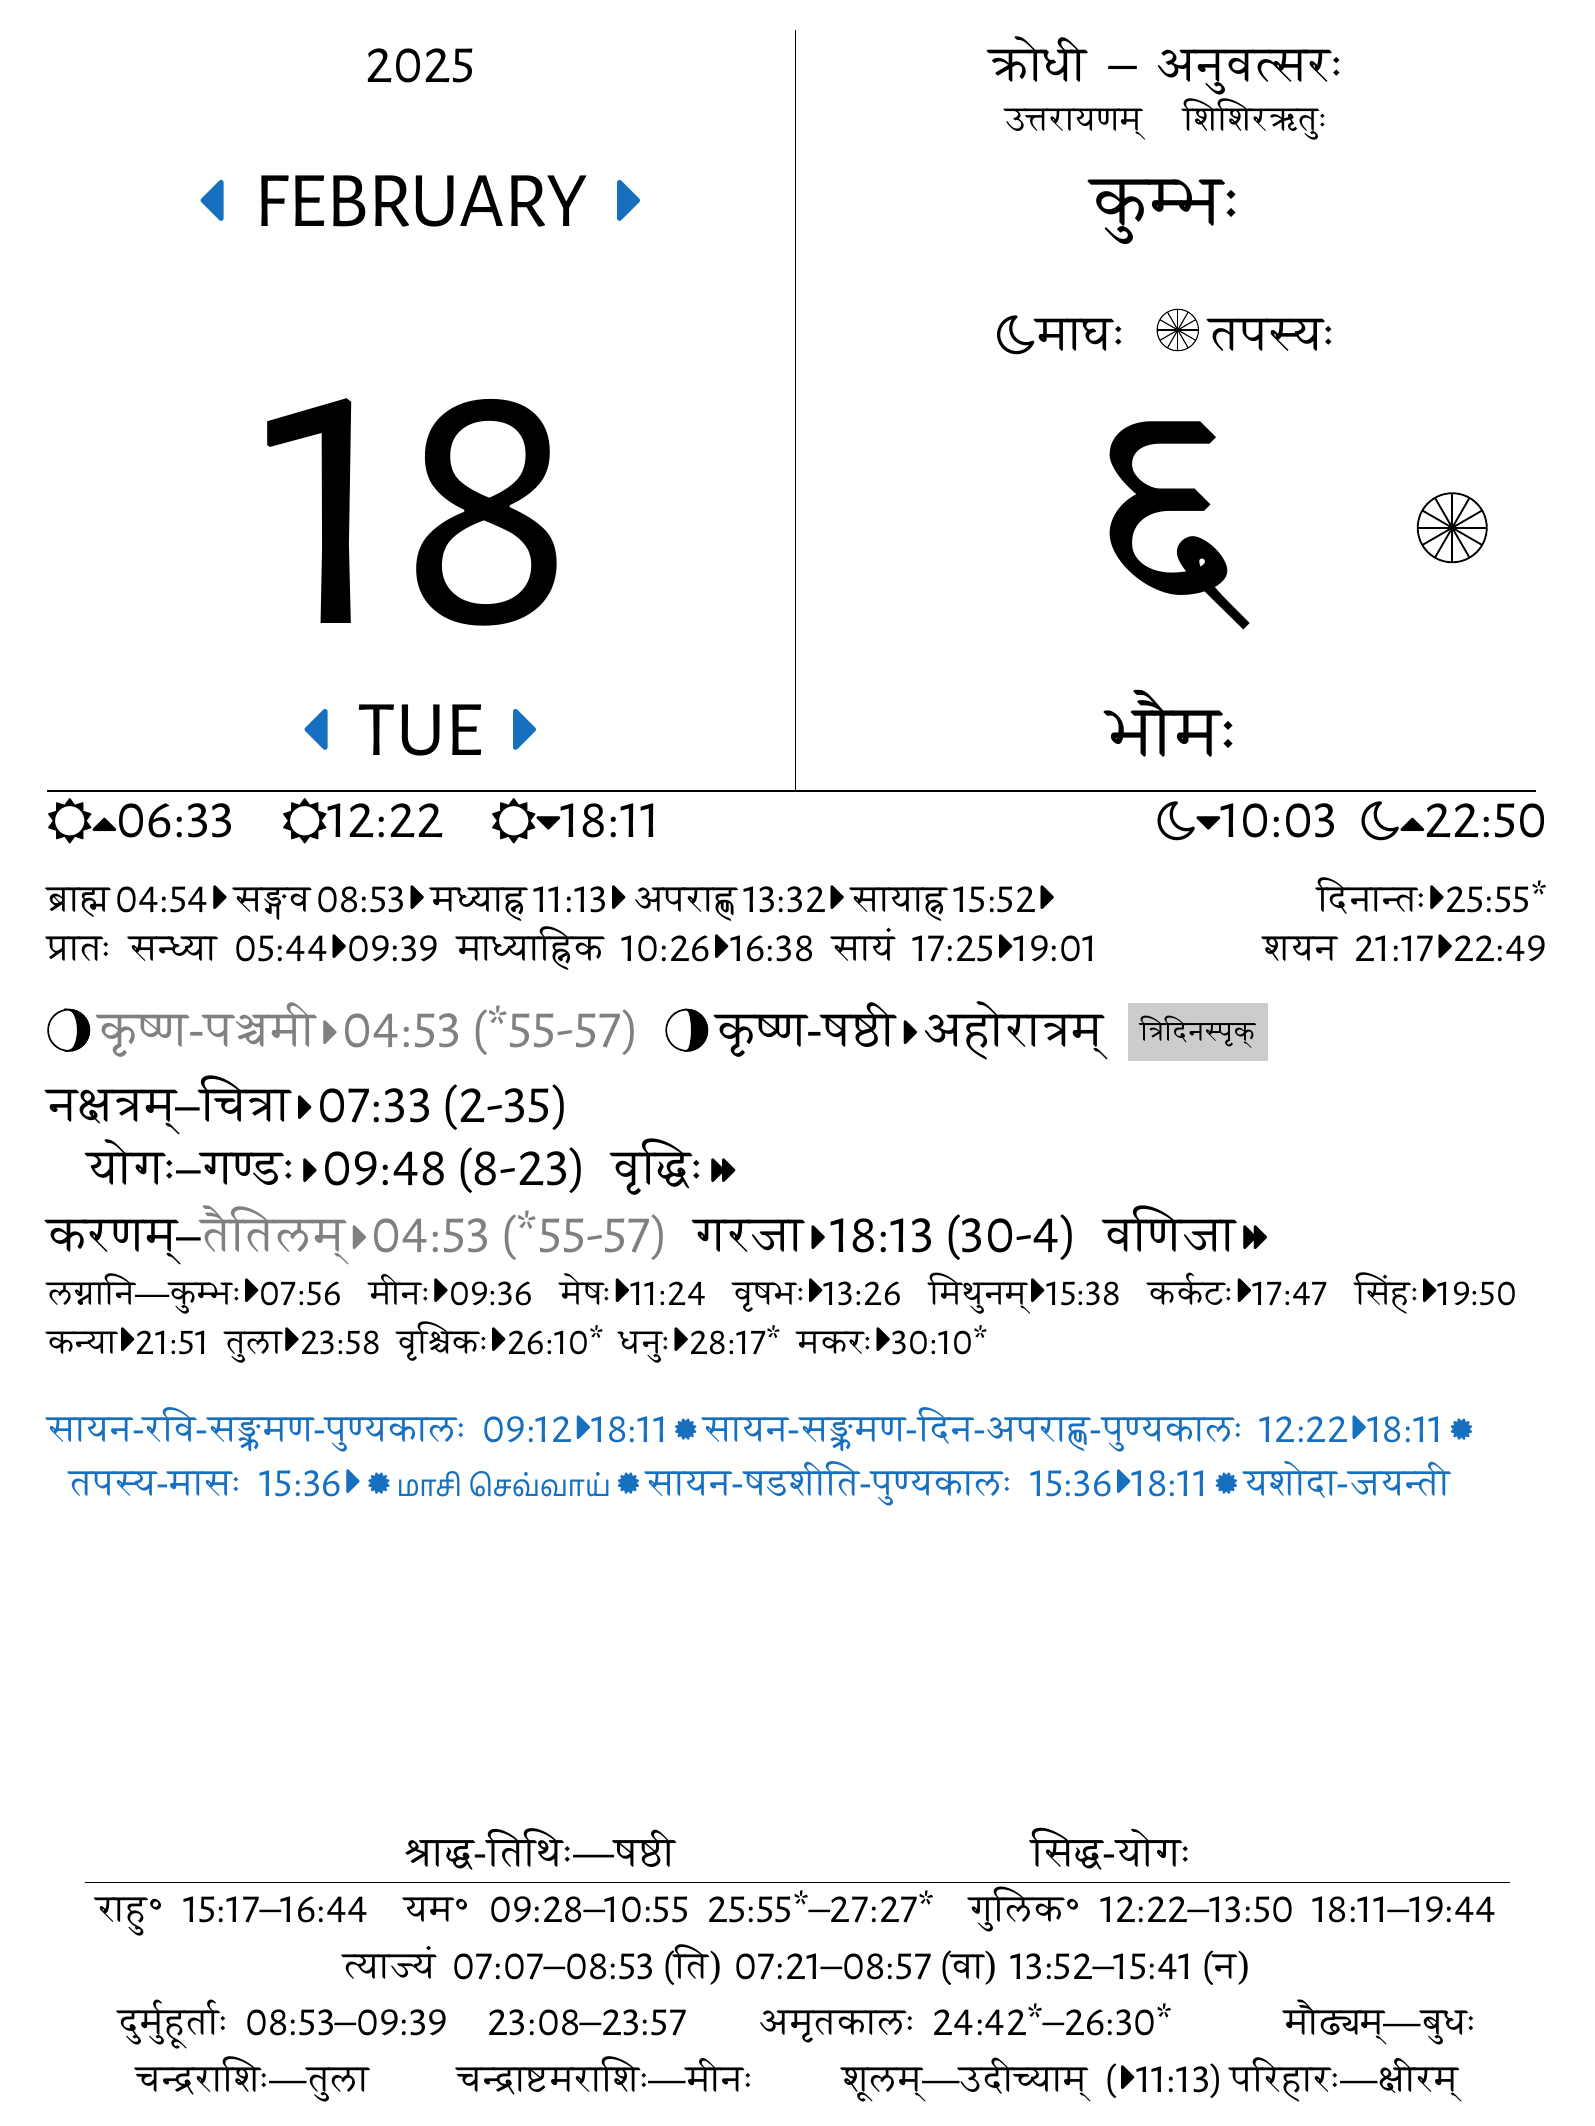 2025
FEBRUARY
18
TUE
क्रोधी – अनुवत्सरः
उत्तरायणम् शिशिरऋतुः
कुम्भः
माघः तपस्यः
६
भौमः
06:33 12:22 18:11 10:03 22:50
ब्राह्म 04:54 सङ्गव 08:53 मध्याह्न 11:13 अपराह्ण 13:32 सायाह्न 15:52 दिनान्तः 25:55*
प्रातः सन्ध्या 05:44 09:39 माध्याह्निक 10:26 16:38 सायं 17:25 19:01 शयन 21:17 22:49
कृष्ण-पञ्चमी 04:53 (*55-57) कृष्ण-षष्ठी अहोरात्रम् त्रिदिनस्पृक्
नक्षत्रम्–चित्रा 07:33 (2-35)
योगः–गण्डः 09:48 (8-23) वृद्धिः
करणम्–तैतिलम् 04:53 (*55-57) गरजा 18:13 (30-4) वणिजा
लग्नानि—कुम्भः 07:56 मीनः 09:36 मेषः 11:24 वृषभः 13:26 मिथुनम् 15:38 कर्कटः 17:47 सिंहः 19:50
कन्या 21:51 तुला 23:58 वृश्चिकः 26:10* धनुः 28:17* मकरः 30:10*
सायन-रवि-सङ्क्रमण-पुण्यकालः 09:12 18:11 सायन-सङ्क्रमण-दिन-अपराह्ण-पुण्यकालः 12:22 18:11
तपस्य-मासः 15:36 மாசி செவ்வாய் सायन-षडशीति-पुण्यकालः 15:36 18:11 यशोदा-जयन्ती
श्राद्ध-तिथिः—षष्ठी सिद्ध-योगः
राहु॰ 15:17–16:44 यम॰ 09:28–10:55 25:55*–27:27* गुलिक॰ 12:22–13:50 18:11–19:44
त्याज्यं 07:07–08:53 (ति) 07:21–08:57 (वा) 13:52–15:41 (न)
दुर्मुहूर्ताः 08:53–09:39 23:08–23:57 अमृतकालः 24:42*–26:30* मौढ्यम्—बुधः
चन्द्रराशिः—तुला चन्द्राष्टमराशिः—मीनः शूलम्—उदीच्याम् (11:13) परिहारः—क्षीरम्